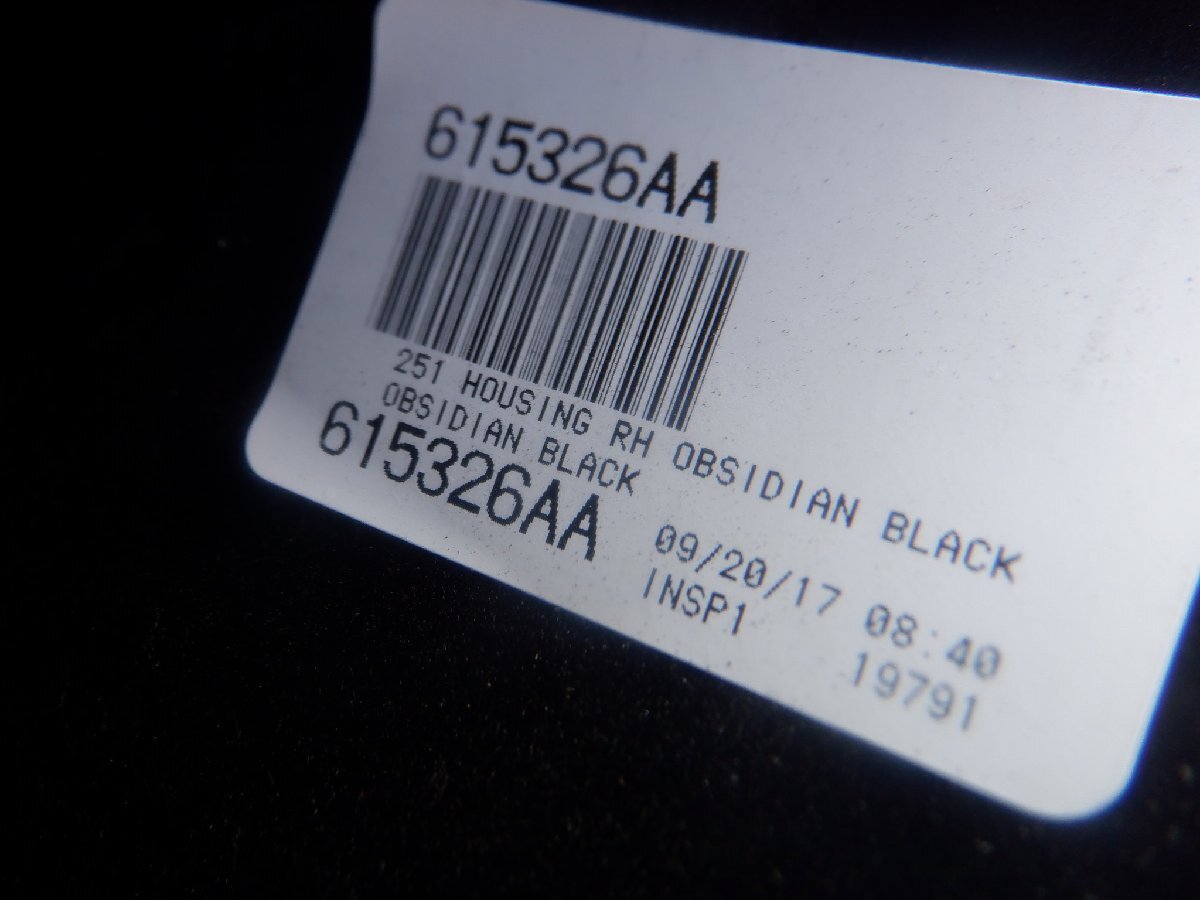 615326AA
251 HOUSING RH OBSIDIAN BLACK
OBSIDIAN BLACK
615326AA
09/20/17 08:40
INSP1 19791